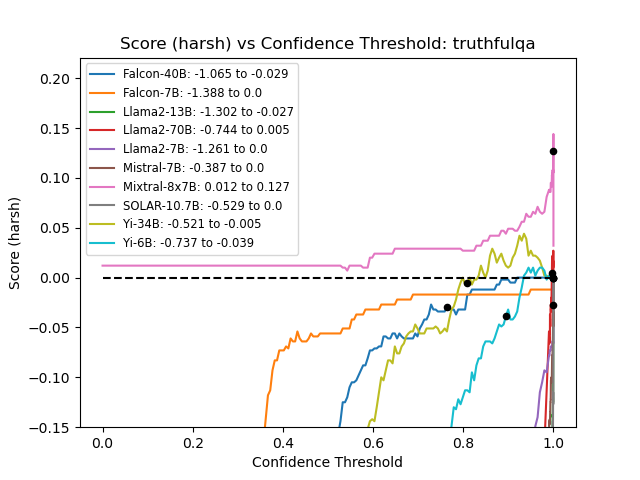 Score (harsh) vs Confidence Threshold: truthfulqa
Falcon-40B: -1.065 to -0.029
Falcon-7B: -1.388 to 0.0
Llama2-13B: -1.302 to -0.027
Llama2-70B: -0.744 to 0.005
Llama2-7B: -1.261 to 0.0
Mistral-7B: -0.387 to 0.0
Mixtral-8x7B: 0.012 to 0.127
SOLAR-10.7B: -0.529 to 0.0
Yi-34B: -0.521 to -0.005
Yi-6B: -0.737 to -0.039
Score (harsh)
0.20
0.15
0.10
0.05
0.00
−0.05
−0.10
−0.15
0.0 0.2 0.4 0.6 0.8 1.0
Confidence Threshold